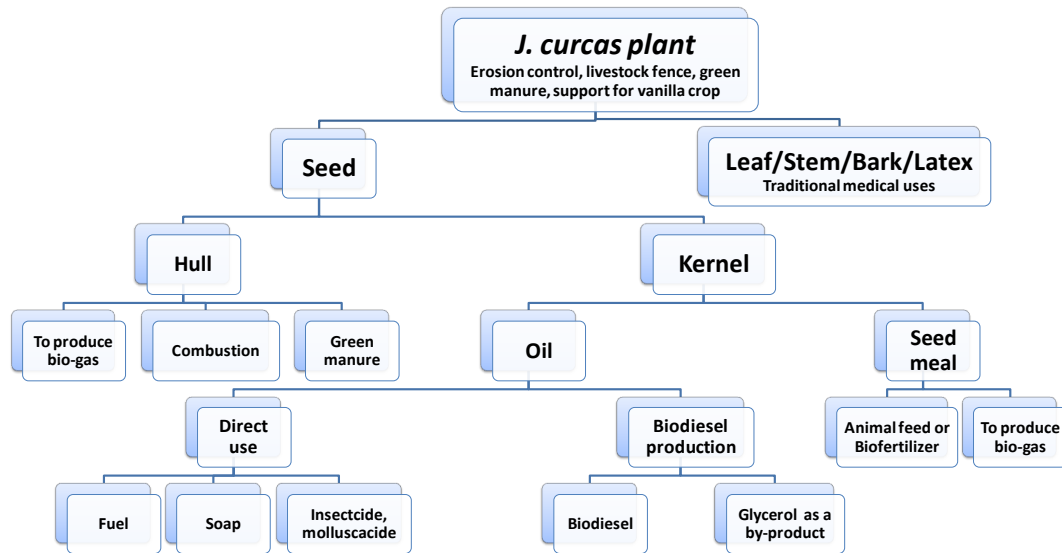 J. curcas plant
Erosion control, livestock fence, green
manure, support for vanilla crop
Seed
Leaf/Stem/Bark/Latex
Traditional medical uses
Hull
Kernel
To produce
bio-gas
Combustion
Green
manure
Oil
Seed
meal
Direct
use
Biodiesel
production
Animal feed or
Biofertilizer
To produce
bio-gas
Fuel
Soap
Insectcide,
molluscacide
Biodiesel
Glycerol as a
by-product